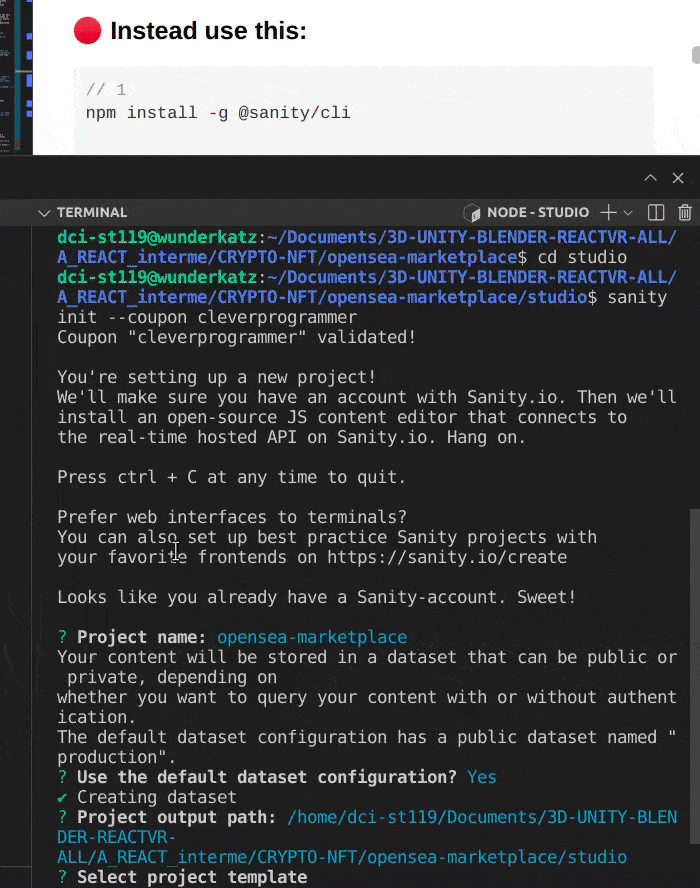 Instead use this:
// 1
npm install -g @sanity/cli
TERMINAL
NODE - STUDIO
dci-st119@wunderkatz:~/Documents/3D-UNITY-BLENDER-REACTVR-ALL/
A_REACT_interme/CRYPTO-NFT/opensea-marketplace$ cd studio
dci-st119@wunderkatz:~/Documents/3D-UNITY-BLENDER-REACTVR-ALL/
A_REACT_interme/CRYPTO-NFT/opensea-marketplace/studio$ sanity
init --coupon cleverprogrammer
Coupon "cleverprogrammer" validated!
You're setting up a new project!
We'll make sure you have an account with Sanity.io. Then we'll
install an open-source JS content editor that connects to
the real-time hosted API on Sanity.io. Hang on.
Press ctrl + C at any time to quit.
Prefer web interfaces to terminals?
You can also set up best practice Sanity projects with
your favorite frontends on https://sanity.io/create
Looks like you already have a Sanity-account. Sweet!
? Project name: opensea-marketplace
Your content will be stored in a dataset that can be public or
private, depending on
whether you want to query your content with or without authent
ication.
The default dataset configuration has a public dataset named "
production".
? Use the default dataset configuration? Yes
✔ Creating dataset
? Project output path: /home/dci-st119/Documents/3D-UNITY-BLEN
DER-REACTVR-
ALL/A_REACT_interme/CRYPTO-NFT/opensea-marketplace/studio
? Select project template